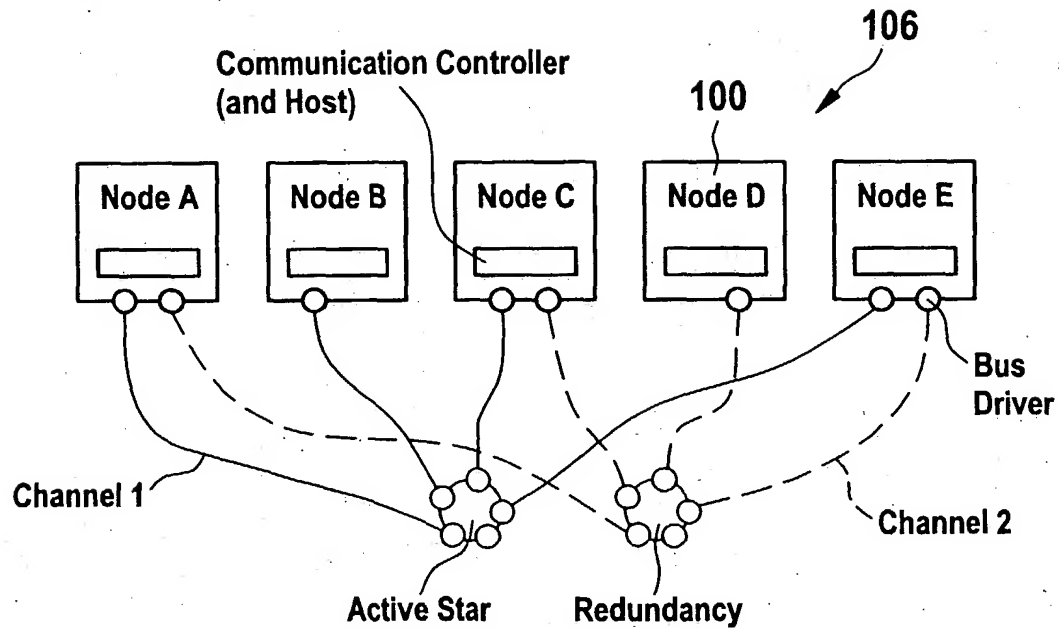 106
Communication Controller
(and Host)
100
Node A
Node B
Node C
Node D
Node E
Bus
Driver
Channel 1
Channel 2
Active Star
Redundancy